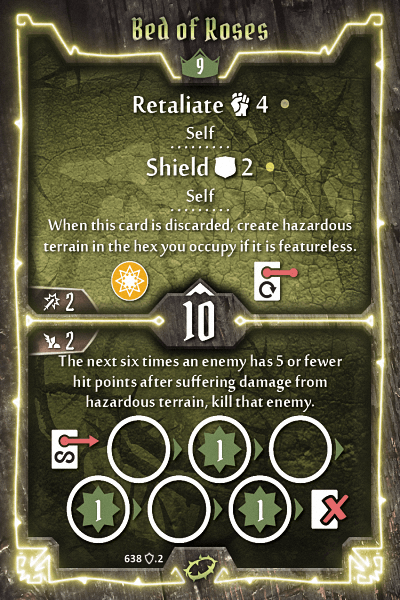 Bed of Roses
9
Retaliate 4
Self
Shield 2
Self
When this card is discarded, create hazardous
terrain in the hex you occupy if it is featureless.
2
10
2
The next six times an enemy has 5 or fewer
hit points after suffering damage from
hazardous terrain, kill that enemy.
1
1
1
638 .2